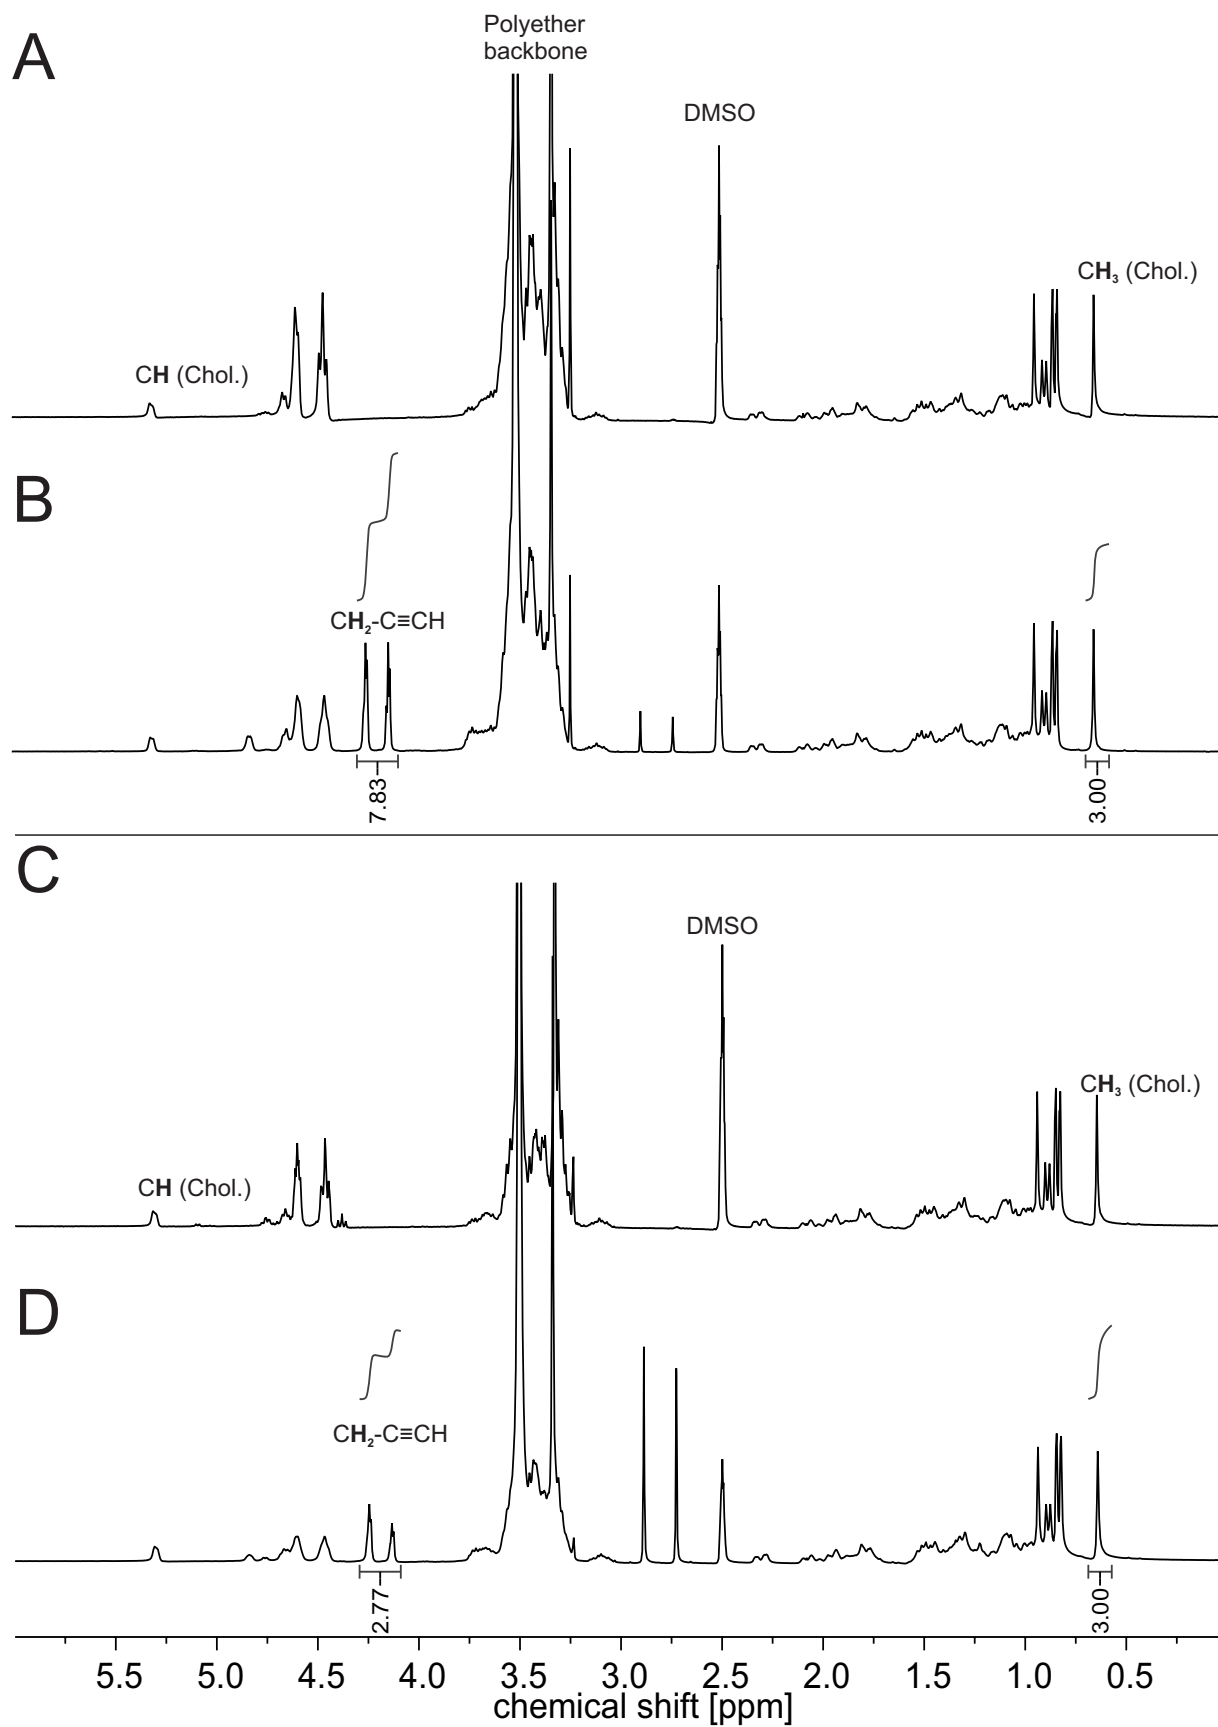 A
Polyether
backbone
DMSO
CH₃ (Chol.)
CH (Chol.)
B
CH₂-C≡CH
7.83
3.00
C
DMSO
CH₃ (Chol.)
CH (Chol.)
D
CH₂-C≡CH
2.77
3.00
5.5 5.0 4.5 4.0 3.5 3.0 2.5 2.0 1.5 1.0 0.5
chemical shift [ppm]